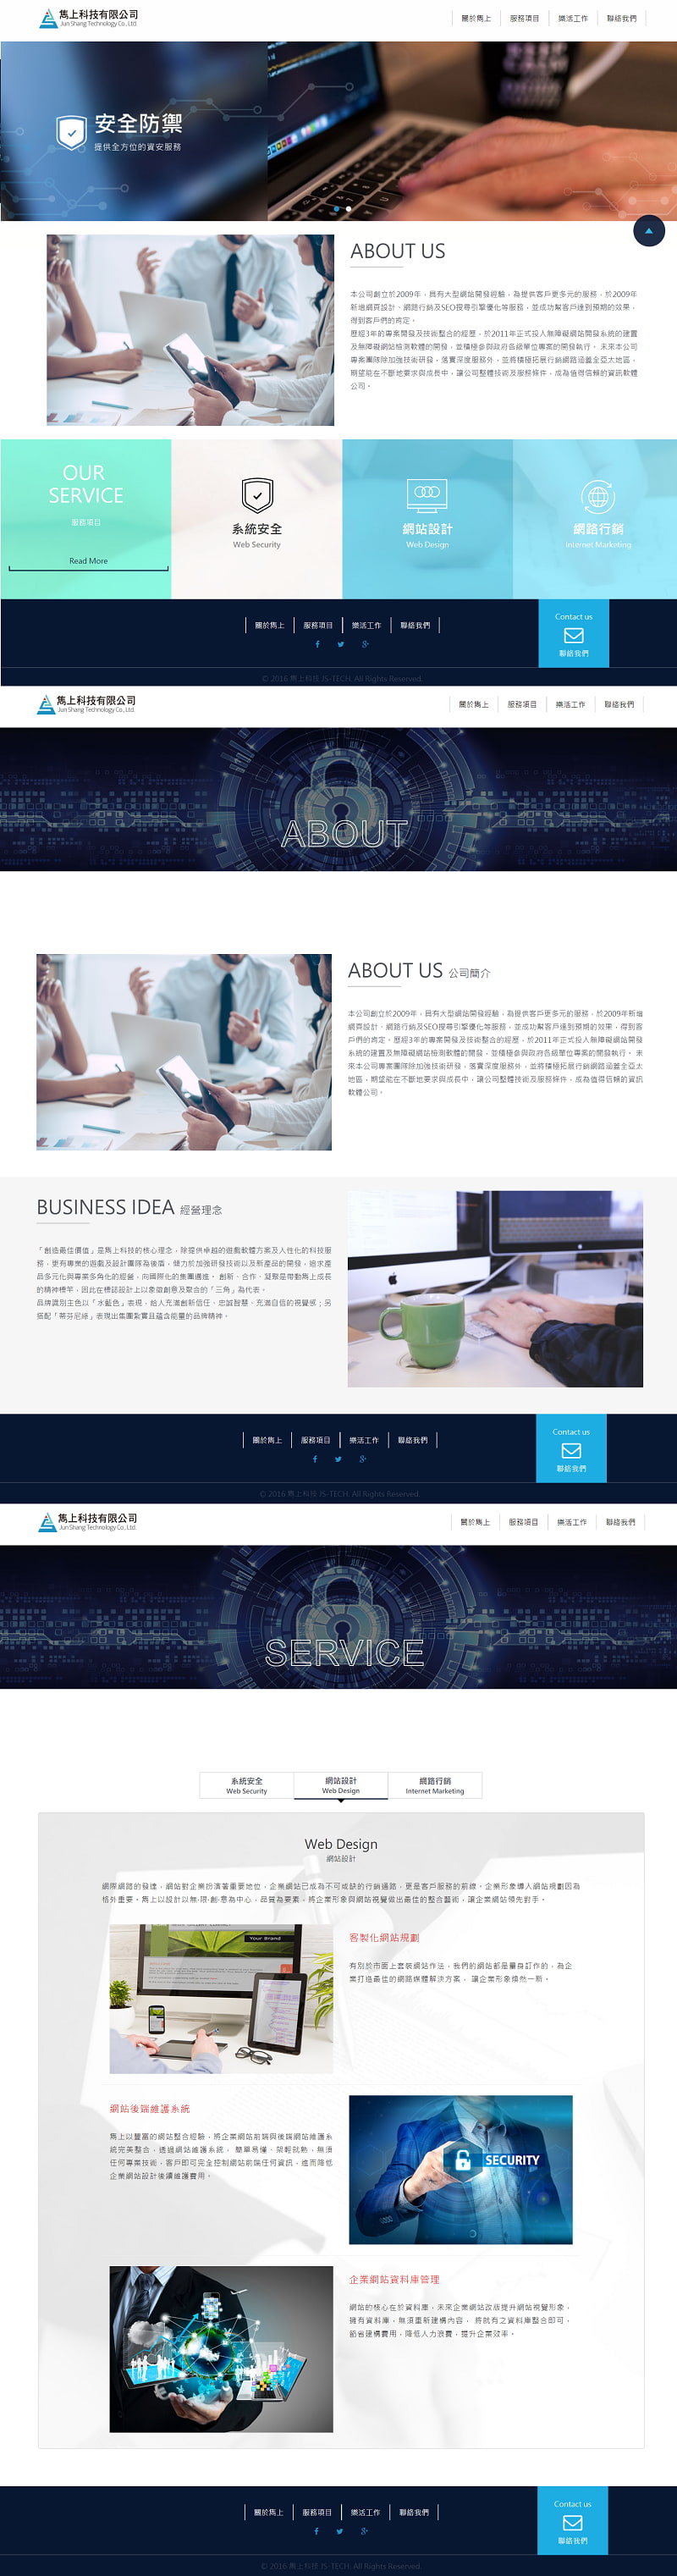 雋上科技有限公司
Jun Shang Technology Co., Ltd.
關於雋上 服務項目 樂活工作 聯絡我們
安全防禦
提供全方位的資安服務
ABOUT US
本公司創立於2009年，具有大型網站開發經驗，為提供客戶更多元的服務，於2009年
新增網頁設計、網路行銷及SEO搜尋引擎優化等服務，並成功幫客戶達到預期的效果，
得到客戶們的肯定。
歷經3年的專業開發及技術整合的經歷，於2011年正式投入無障礙網站開發系統的建置
及無障礙網站檢測軟體的開發，並積極參與政府各級單位專案的開發執行。 未來本公司
專業團隊除加強技術研發，落實深度服務外，並將積極拓展行銷網路涵蓋全亞太地區，
期望能在不斷地要求與成長中，讓公司整體技術及服務條件，成為值得信賴的資訊軟體
公司。
OUR
SERVICE
服務項目
Read More
系統安全
Web Security
網站設計
Web Design
網路行銷
Internet Marketing
關於雋上 服務項目 樂活工作 聯絡我們
Contact us
聯絡我們
© 2016 雋上科技 JS-TECH. All Rights Reserved.
雋上科技有限公司
Jun Shang Technology Co., Ltd.
關於雋上 服務項目 樂活工作 聯絡我們
ABOUT
ABOUT US 公司簡介
本公司創立於2009年，具有大型網站開發經驗，為提供客戶更多元的服務，於2009年新增
網頁設計、網路行銷及SEO搜尋引擎優化等服務，並成功幫客戶達到預期的效果，得到客
戶們的肯定。歷經3年的專業開發及技術整合的經歷，於2011年正式投入無障礙網站開發
系統的建置及無障礙網站檢測軟體的開發，並積極參與政府各級單位專案的開發執行。 未
來本公司專業團隊除加強技術研發，落實深度服務外，並將積極拓展行銷網路涵蓋全亞太
地區，期望能在不斷地要求與成長中，讓公司整體技術及服務條件，成為值得信賴的資訊
軟體公司。
BUSINESS IDEA 經營理念
「創造最佳價值」是雋上科技的核心理念，除提供卓越的遊戲軟體方案及人性化的科技服
務，更有專業的遊戲及設計團隊為後盾，傾力於加強研發技術以及新產品的開發，追求產
品多元化與專業多角化的經營，向國際化的集團邁進。 創新、合作、凝聚是帶動雋上成長
的精神標竿，因此在標誌設計上以象徵創意及聚合的「三角」為代表。
品牌識別主色以「水藍色」表現，給人充滿創新信任、忠誠智慧、充滿自信的視覺感；另
搭配「蒂芬尼綠」表現出集團紮實且蘊含能量的品牌精神。
關於雋上 服務項目 樂活工作 聯絡我們
Contact us
聯絡我們
© 2016 雋上科技 JS-TECH. All Rights Reserved.
雋上科技有限公司
Jun Shang Technology Co., Ltd.
關於雋上 服務項目 樂活工作 聯絡我們
SERVICE
系統安全 網站設計 網路行銷
Web Security Web Design Internet Marketing
Web Design
網站設計
網際網路的發達，網站對企業扮演著重要地位，企業網站已成為不可或缺的行銷通路，更是客戶服務的前線。企業形象導入網站規劃因為
格外重要。雋上以設計以無‧限‧創‧意為中心，品質為要素，將企業形象與網站視覺做出最佳的整合藝術，讓企業網站領先對手。
Your Brand
客製化網站規劃
有別於市面上套裝網站作法，我們的網站都是量身訂作的，為企
業打造最佳的網路媒體解決方案， 讓企業形象煥然一新。
網站後端維護系統
雋上以豐富的網站整合經驗，將企業網站前端與後端網站維護系
統完美整合，透過網站維護系統， 簡單易懂、架輕就熟，無須
任何專業技術，客戶即可完全控制網站前端任何資訊，進而降低
企業網站設計後續維護費用。
SECURITY
企業網站資料庫管理
網站的核心在於資料庫，未來企業網站改版提升網站視覺形象，
擁有資料庫，無須重新建構內容， 將就有之資料庫整合即可，
節省建構費用，降低人力浪費，提升企業效率。
關於雋上 服務項目 樂活工作 聯絡我們
Contact us
聯絡我們
© 2016 雋上科技 JS-TECH. All Rights Reserved.